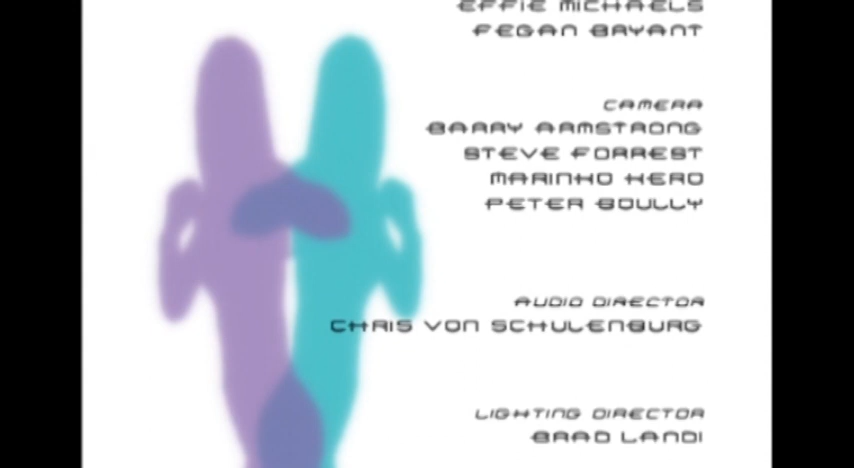 EFFIE MICHAELS
FEGAN BRYANT
CAMERA
BARRY ARMSTRONG
STEVE FORREST
MARINHO HERO
PETER BOULLY
AUDIO DIRECTOR
CHRIS VON SCHULENBURG
LIGHTING DIRECTOR
BRAD LANDI